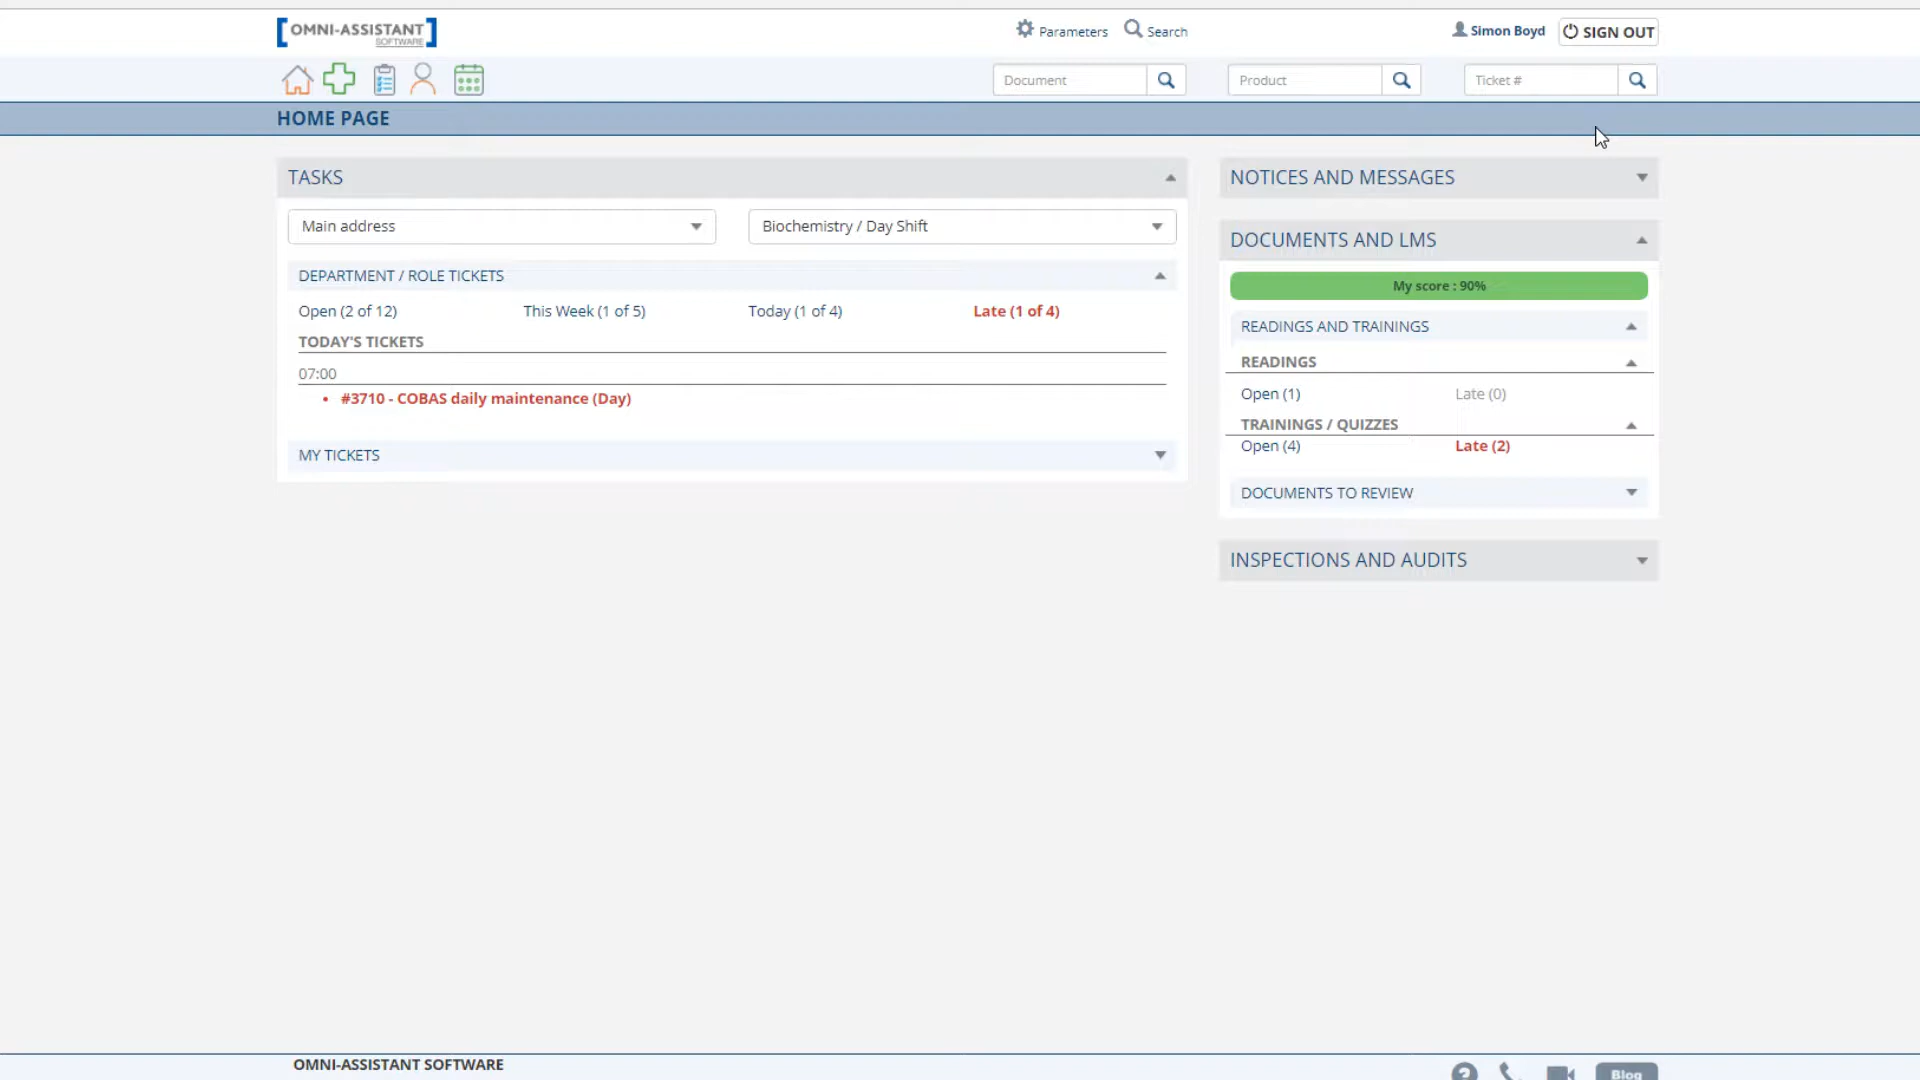 OMNI-ASSISTANT
SOFTWARE
Parameters
Search
Simon Boyd
SIGN OUT
Document
Product
Ticket #
HOME PAGE
TASKS
Main address
Biochemistry / Day Shift
DEPARTMENT / ROLE TICKETS
Open (2 of 12)
This Week (1 of 5)
Today (1 of 4)
Late (1 of 4)
TODAY'S TICKETS
07:00
#3710 - COBAS daily maintenance (Day)
MY TICKETS
NOTICES AND MESSAGES
DOCUMENTS AND LMS
My score : 90%
READINGS AND TRAININGS
READINGS
Open (1)
Late (0)
TRAININGS / QUIZZES
Open (4)
Late (2)
DOCUMENTS TO REVIEW
INSPECTIONS AND AUDITS
OMNI-ASSISTANT SOFTWARE
Blog